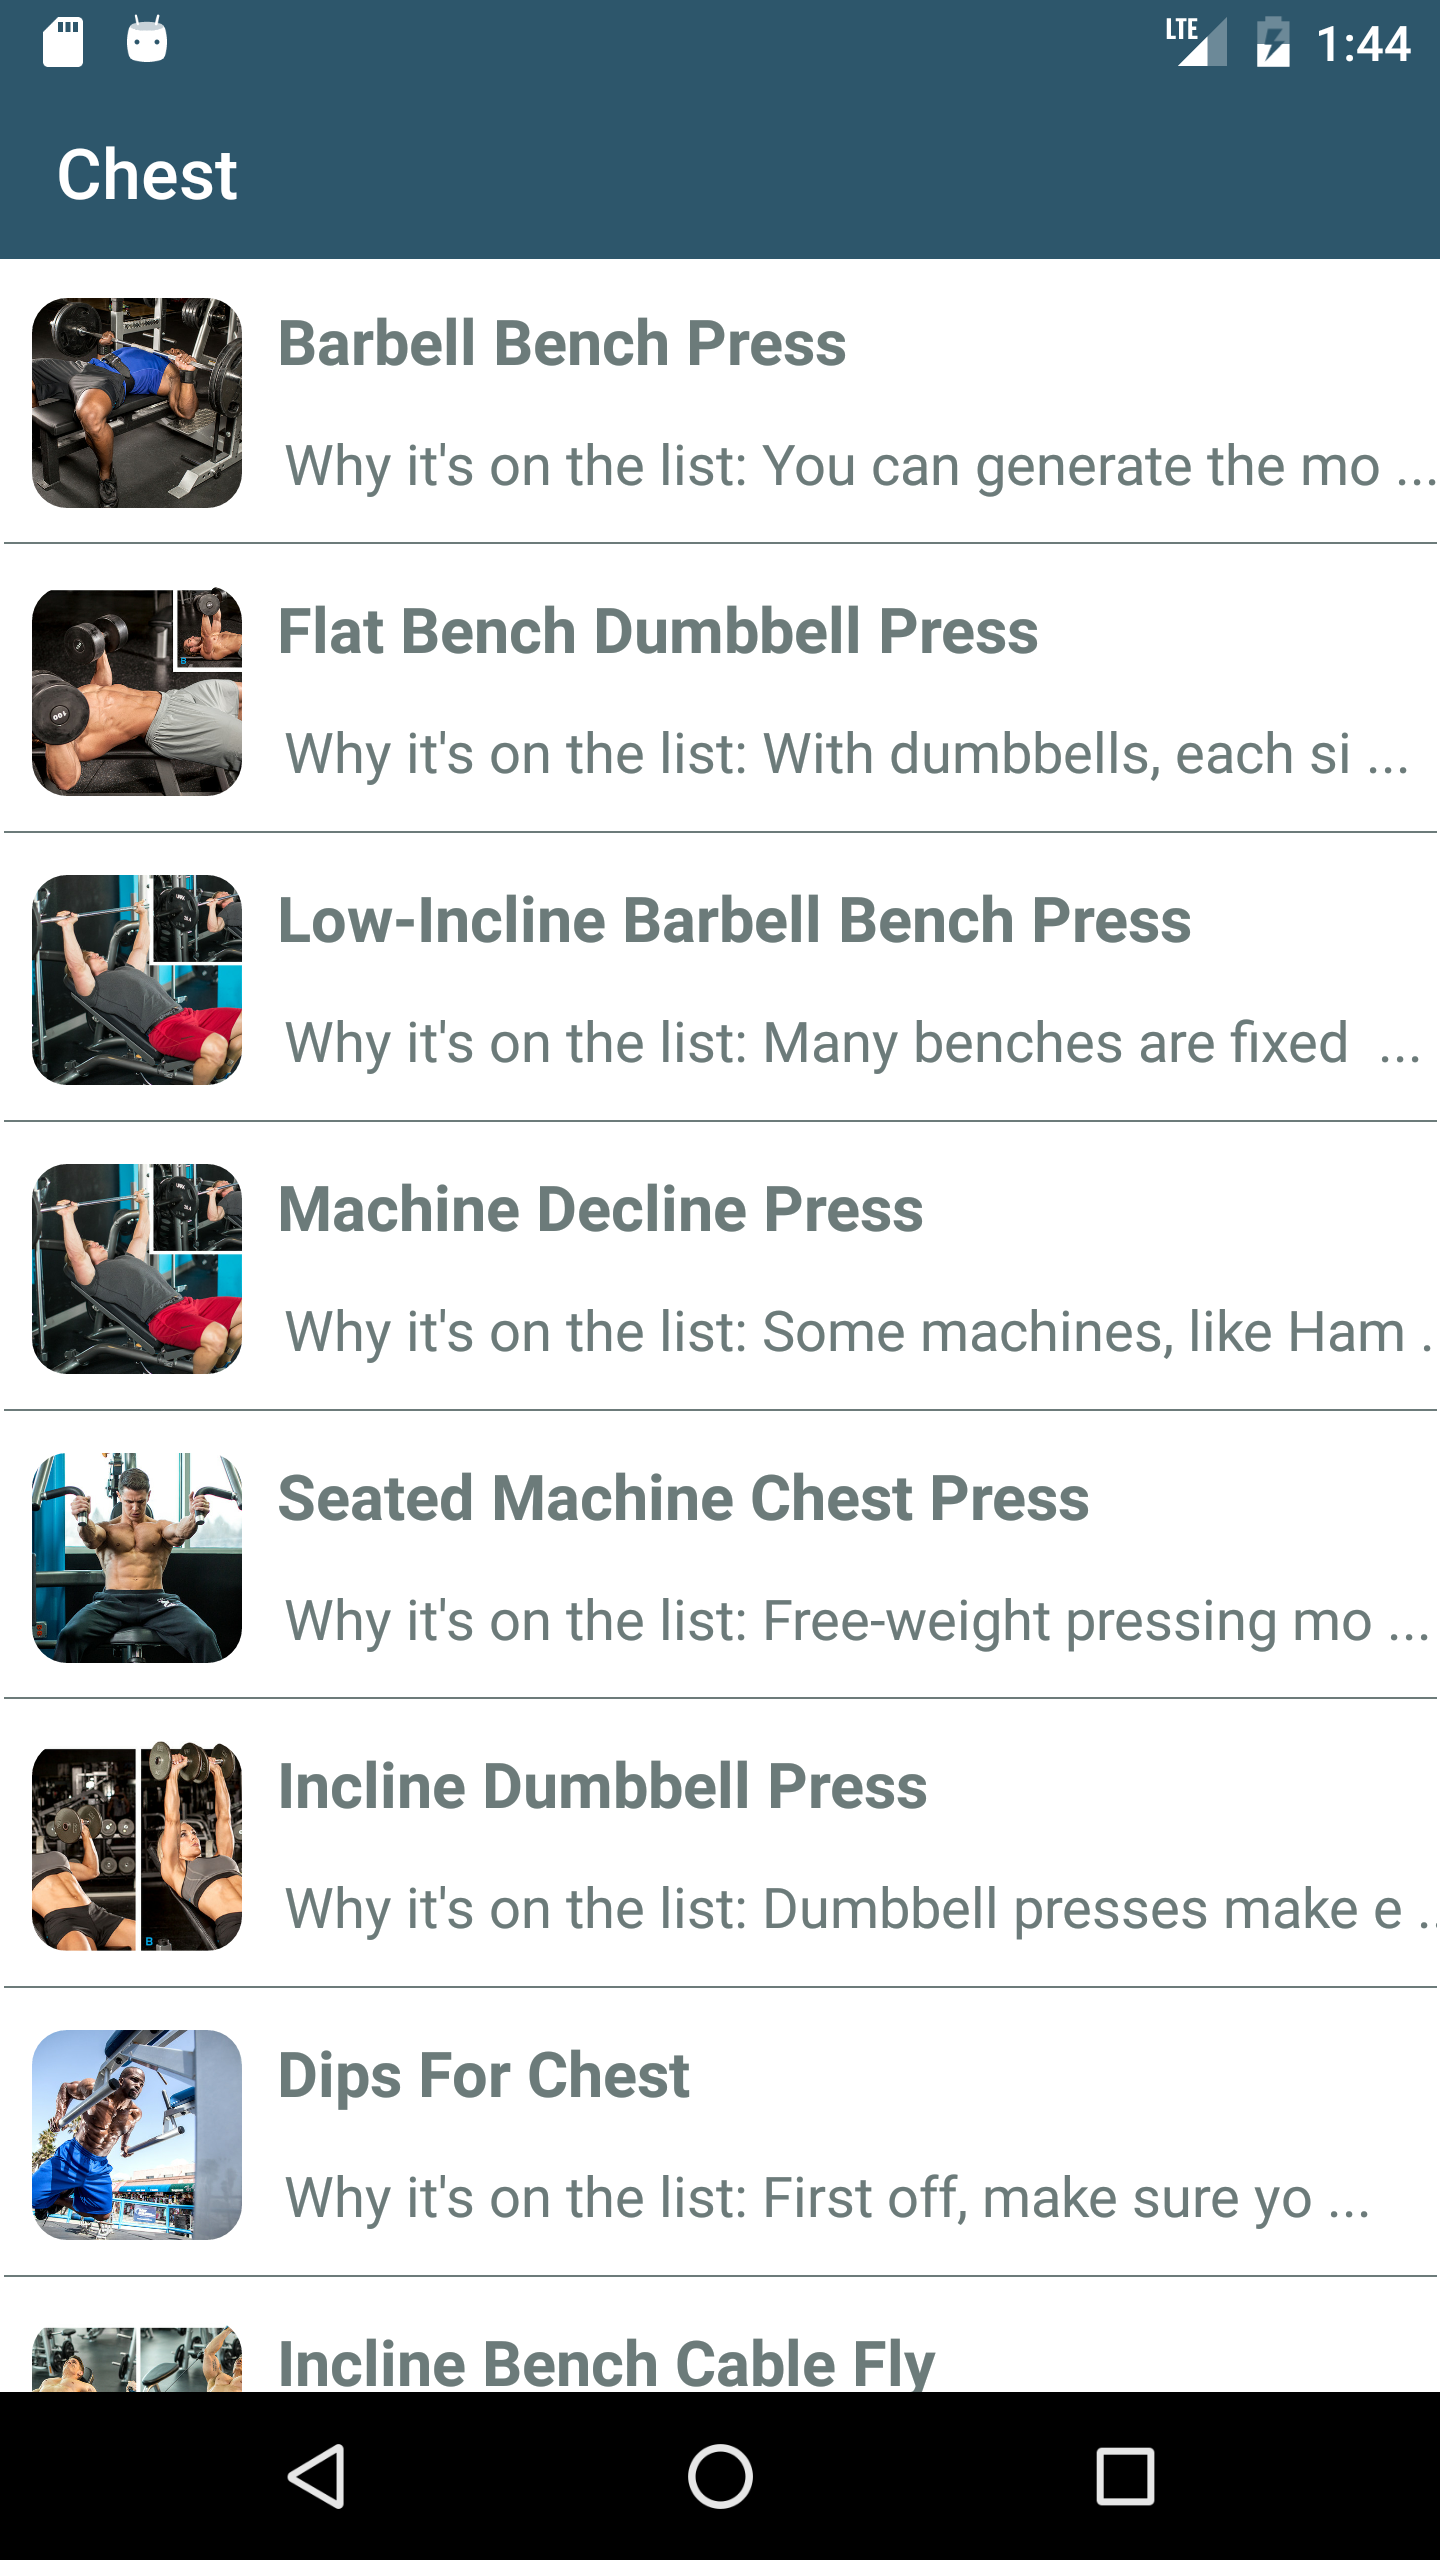 LTE 1:44
Chest
Barbell Bench Press
Why it's on the list: You can generate the mo ...
Flat Bench Dumbbell Press
Why it's on the list: With dumbbells, each si ...
Low-Incline Barbell Bench Press
Why it's on the list: Many benches are fixed  ...
Machine Decline Press
Why it's on the list: Some machines, like Ham .
Seated Machine Chest Press
Why it's on the list: Free-weight pressing mo ...
Incline Dumbbell Press
Why it's on the list: Dumbbell presses make e ..
Dips For Chest
Why it's on the list: First off, make sure yo ...
Incline Bench Cable Fly